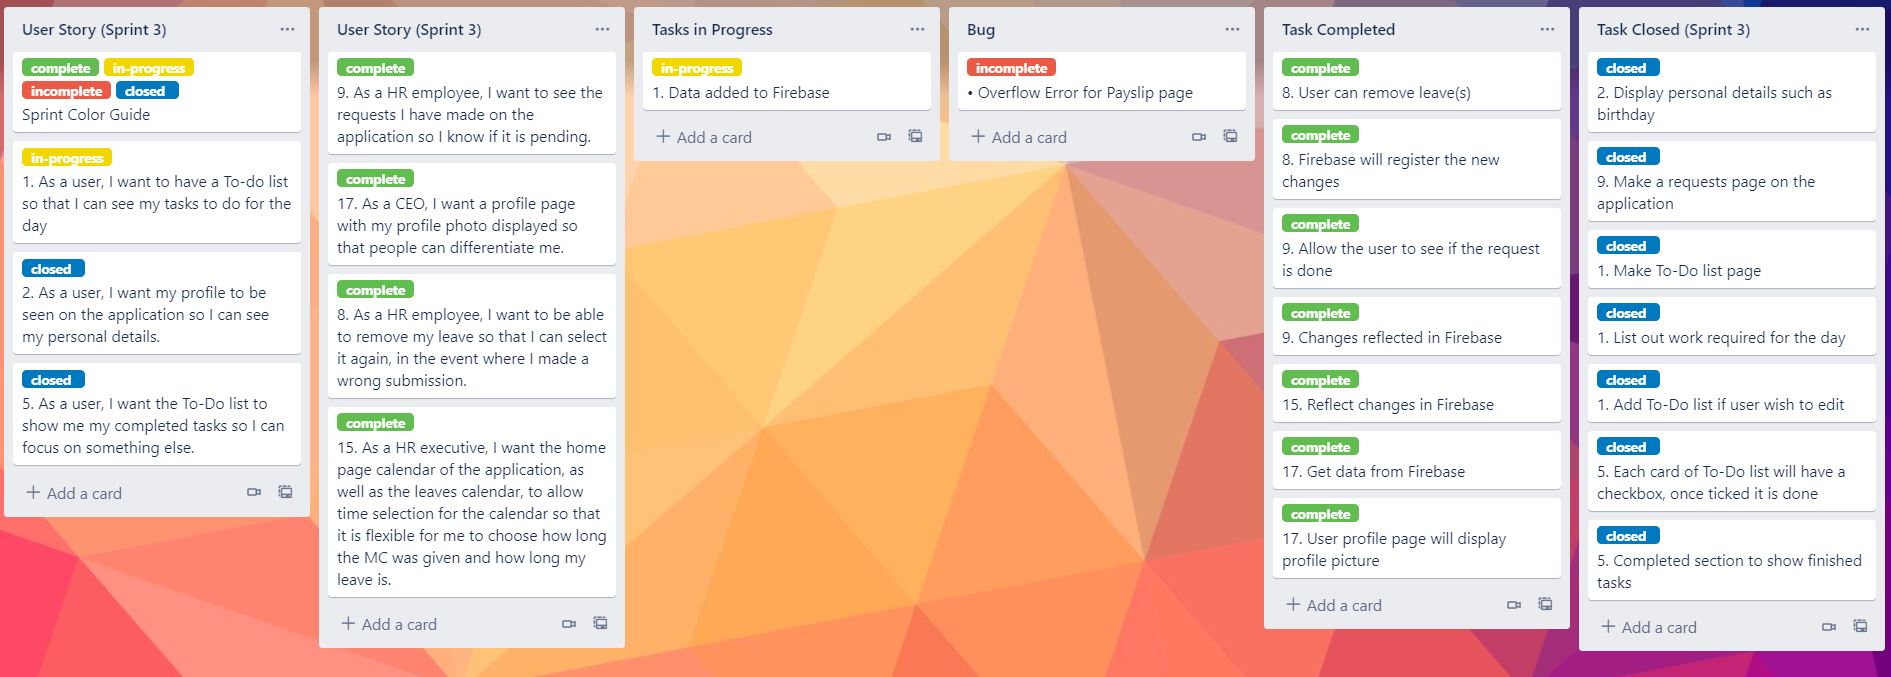 User Story (Sprint 3)
complete in-progress
incomplete closed
Sprint Color Guide
in-progress
1. As a user, I want to have a To-do list
so that I can see my tasks to do for the
day
closed
2. As a user, I want my profile to be
seen on the application so I can see
my personal details.
closed
5. As a user, I want the To-Do list to
show me my completed tasks so I can
focus on something else.
+ Add a card
User Story (Sprint 3)
complete
9. As a HR employee, I want to see the
requests I have made on the
application so I know if it is pending.
complete
17. As a CEO, I want a profile page
with my profile photo displayed so
that people can differentiate me.
complete
8. As a HR employee, I want to be able
to remove my leave so that I can select
it again, in the event where I made a
wrong submission.
complete
15. As a HR executive, I want the home
page calendar of the application, as
well as the leaves calendar, to allow
time selection for the calendar so that
it is flexible for me to choose how long
the MC was given and how long my
leave is.
+ Add a card
Tasks in Progress
in-progress
1. Data added to Firebase
+ Add a card
Bug
incomplete
• Overflow Error for Payslip page
+ Add a card
Task Completed
complete
8. User can remove leave(s)
complete
8. Firebase will register the new
changes
complete
9. Allow the user to see if the request
is done
complete
9. Changes reflected in Firebase
complete
15. Reflect changes in Firebase
complete
17. Get data from Firebase
complete
17. User profile page will display
profile picture
+ Add a card
Task Closed (Sprint 3)
closed
2. Display personal details such as
birthday
closed
9. Make a requests page on the
application
closed
1. Make To-Do list page
closed
1. List out work required for the day
closed
1. Add To-Do list if user wish to edit
closed
5. Each card of To-Do list will have a
checkbox, once ticked it is done
closed
5. Completed section to show finished
tasks
+ Add a card